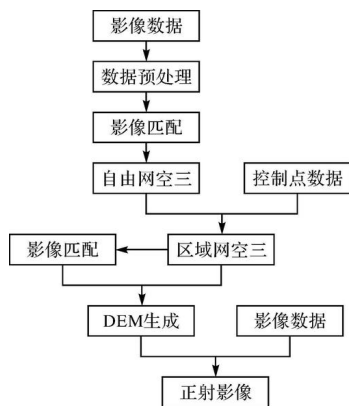 影像数据
数据预处理
影像匹配
自由网空三
控制点数据
影像匹配
区域网空三
DEM生成
影像数据
正射影像